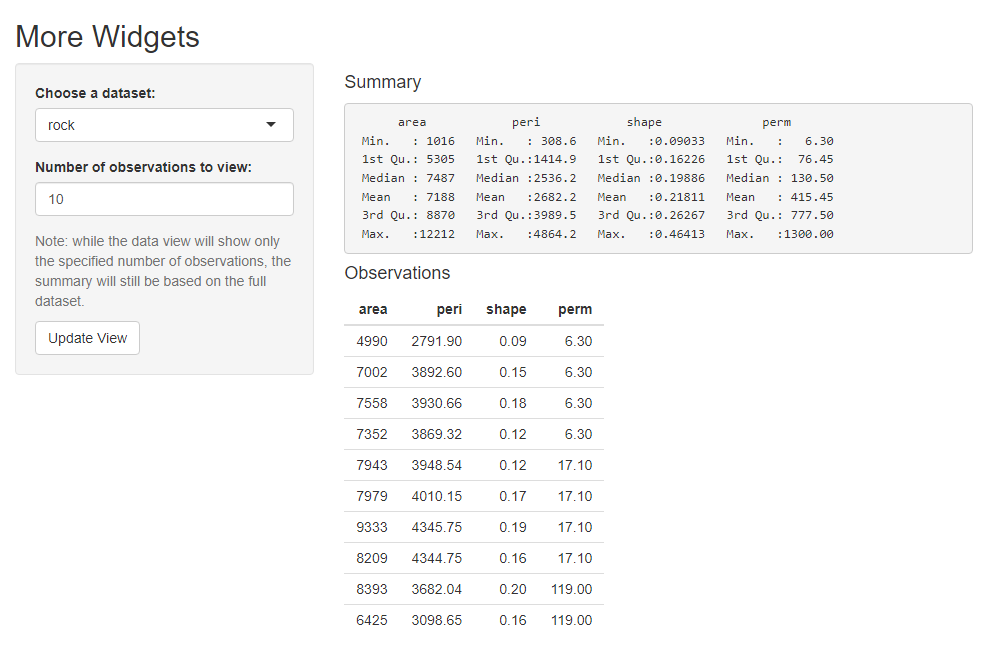 More Widgets
Choose a dataset:
rock
Number of observations to view:
10
Note: while the data view will show only
the specified number of observations, the
summary will still be based on the full
dataset.
Update View
Summary
area peri shape perm
Min. : 1016 Min. : 308.6 Min. :0.09033 Min. : 6.30
1st Qu.: 5305 1st Qu.:1414.9 1st Qu.:0.16226 1st Qu.: 76.45
Median : 7487 Median :2536.2 Median :0.19886 Median : 130.50
Mean : 7188 Mean :2682.2 Mean :0.21811 Mean : 415.45
3rd Qu.: 8870 3rd Qu.:3989.5 3rd Qu.:0.26267 3rd Qu.: 777.50
Max. :12212 Max. :4864.2 Max. :0.46413 Max. :1300.00
Observations
area peri shape perm
4990 2791.90 0.09 6.30
7002 3892.60 0.15 6.30
7558 3930.66 0.18 6.30
7352 3869.32 0.12 6.30
7943 3948.54 0.12 17.10
7979 4010.15 0.17 17.10
9333 4345.75 0.19 17.10
8209 4344.75 0.16 17.10
8393 3682.04 0.20 119.00
6425 3098.65 0.16 119.00